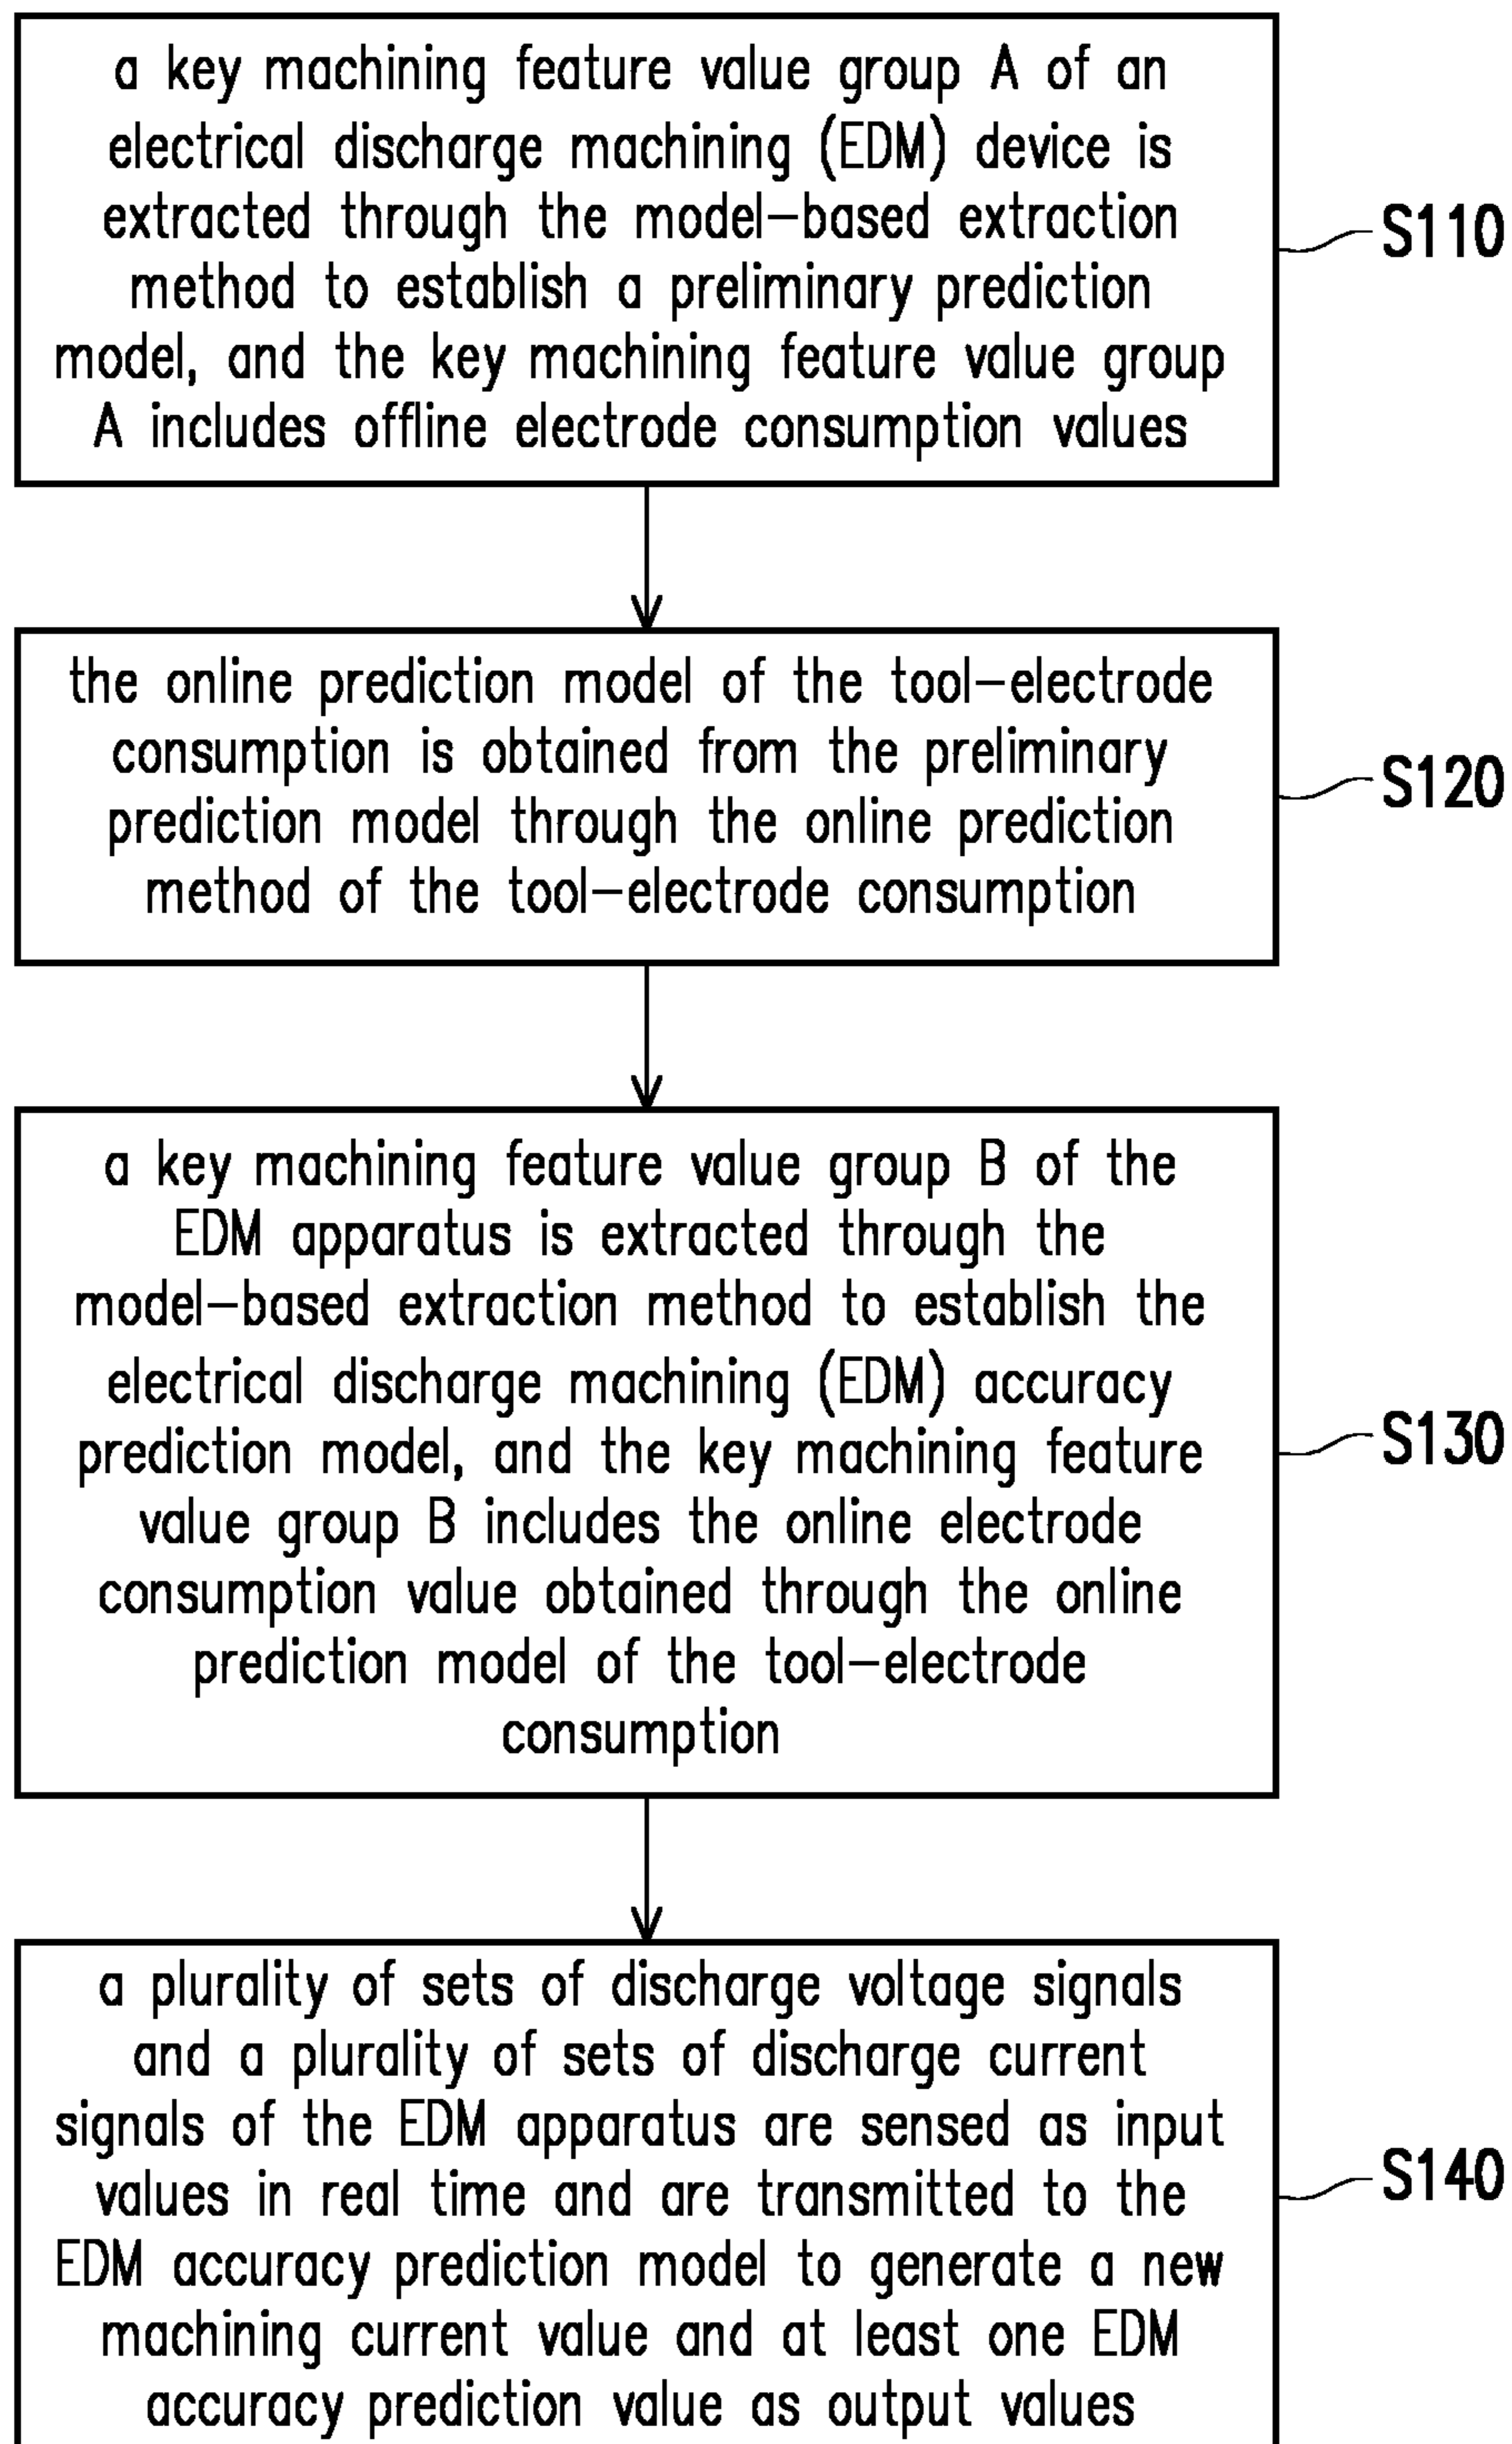 a key machining feature value group A of an
electrical discharge machining (EDM) device is
extracted through the model-based extraction
method to establish a preliminary prediction
model, and the key machining feature value group
A includes offline electrode consumption values
S110
the online prediction model of the tool-electrode
consumption is obtained from the preliminary
prediction model through the online prediction
method of the tool-electrode consumption
S120
a key machining feature value group B of the
EDM apparatus is extracted through the
model-based extraction method to establish the
electrical discharge machining (EDM) accuracy
prediction model, and the key machining feature
value group B includes the online electrode
consumption value obtained through the online
prediction model of the tool-electrode
consumption
S130
a plurality of sets of discharge voltage signals
and a plurality of sets of discharge current
signals of the EDM apparatus are sensed as input
values in real time and are transmitted to the
EDM accuracy prediction model to generate a new
machining current value and at least one EDM
accuracy prediction value as output values
S140